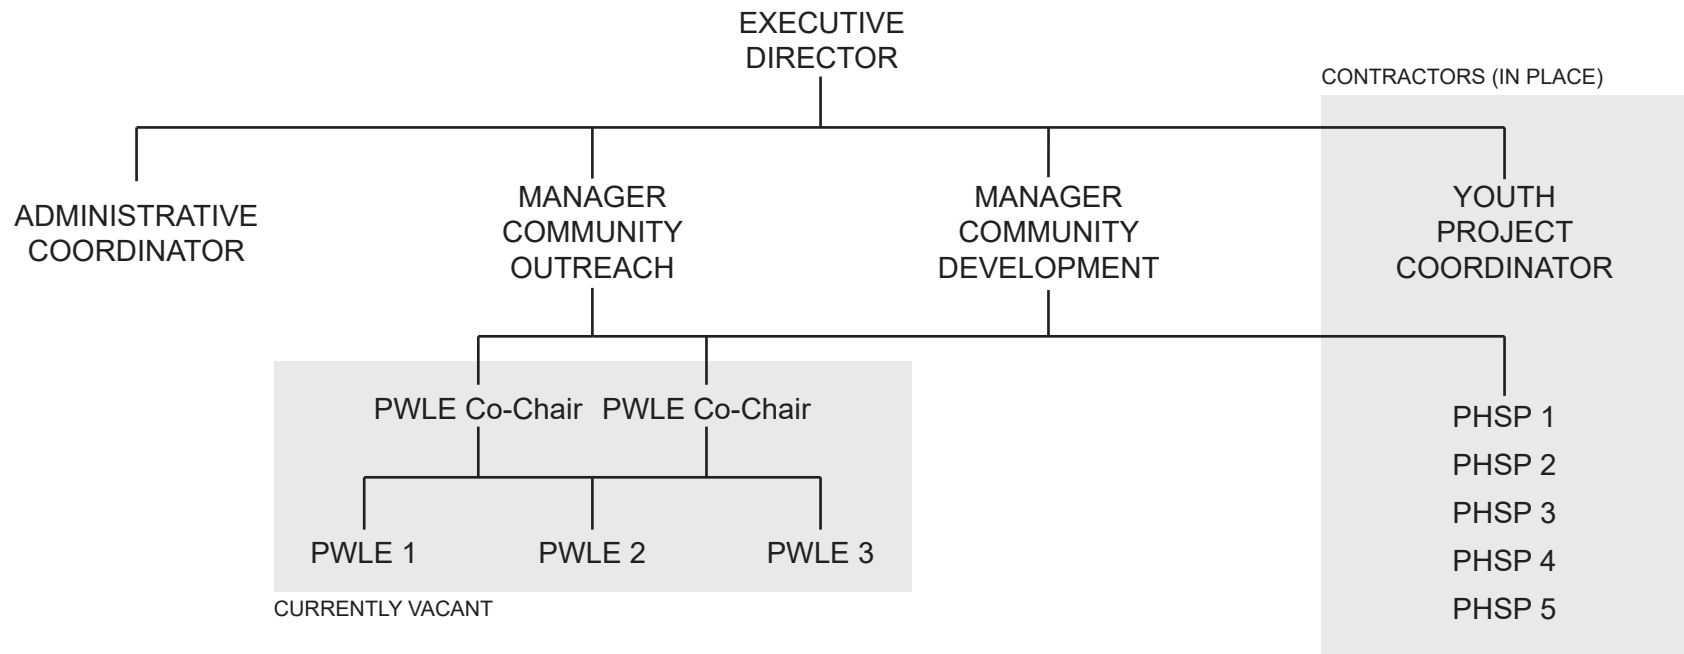 EXECUTIVE
DIRECTOR
CONTRACTORS (IN PLACE)
ADMINISTRATIVE
COORDINATOR
MANAGER
COMMUNITY
OUTREACH
MANAGER
COMMUNITY
DEVELOPMENT
YOUTH
PROJECT
COORDINATOR
PWLE Co-Chair
PWLE Co-Chair
PWLE 1
PWLE 2
PWLE 3
CURRENTLY VACANT
PHSP 1
PHSP 2
PHSP 3
PHSP 4
PHSP 5